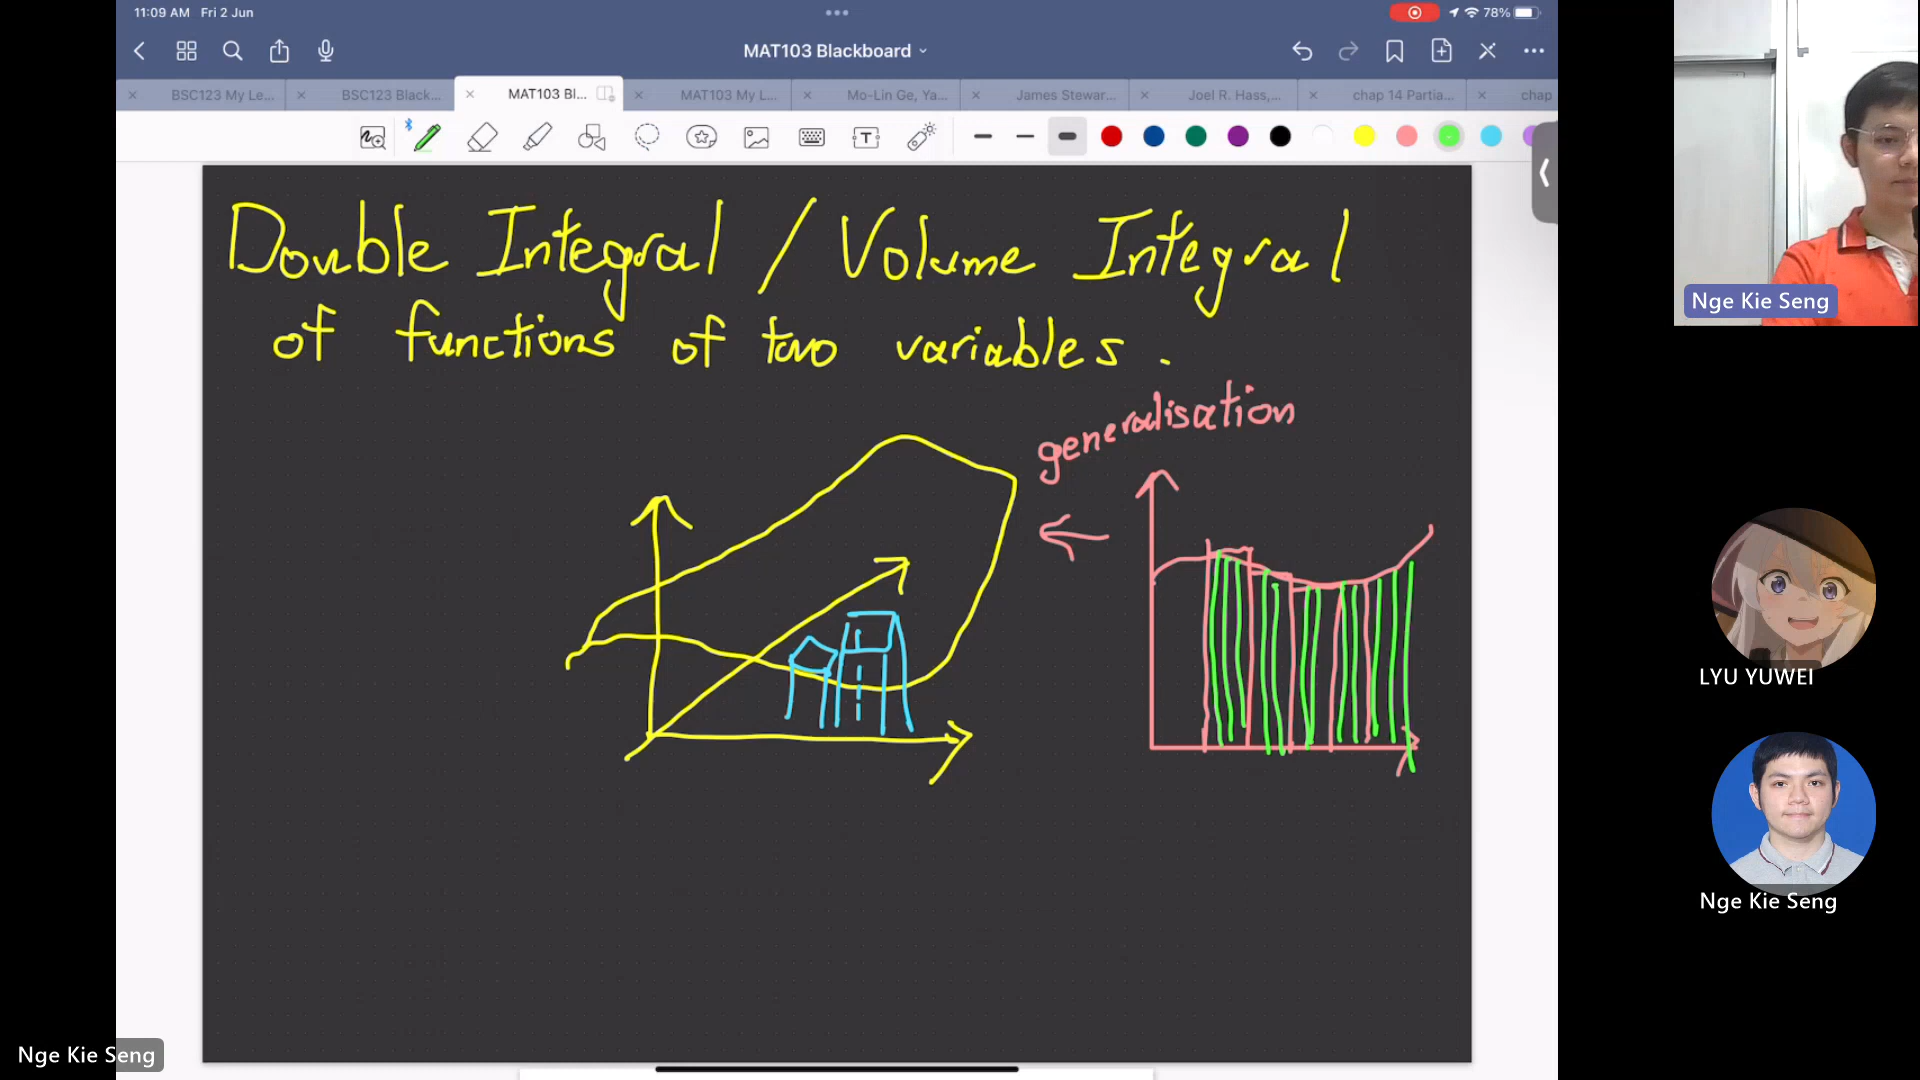 11:09 AM Fri 2 Jun
78%
MAT103 Blackboard
BSC123 My Le...
BSC123 Black...
MAT103 Bl...
MAT103 My L...
Mo-Lin Ge, Ya...
James Stewar...
Joel R. Hass,...
chap 14 Partia...
chap
Double Integral / Volume Integral
of functions of two variables.
generalisation
Nge Kie Seng
LYU YUWEI
Nge Kie Seng
Nge Kie Seng